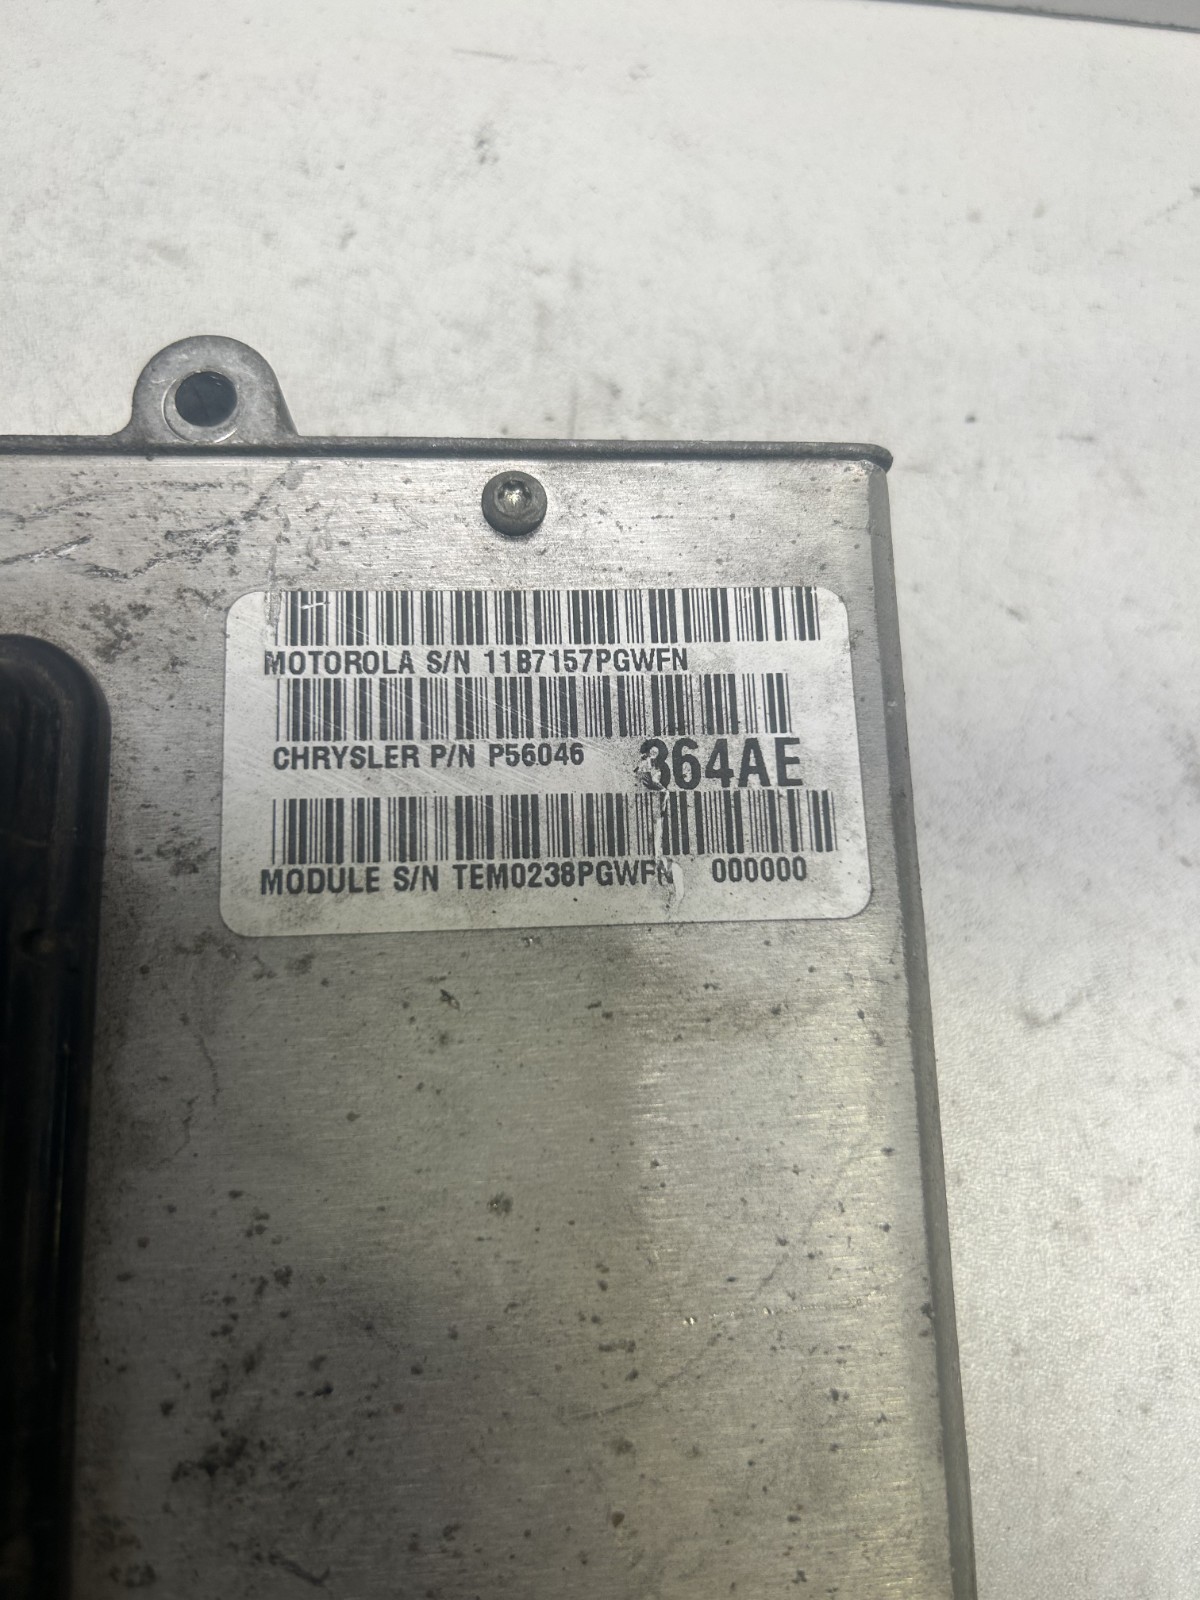 MOTOROLA S/N 11B7157PGWFN
CHRYSLER P/N P56046 364AE
MODULE S/N TEM0238PGWFN 000000